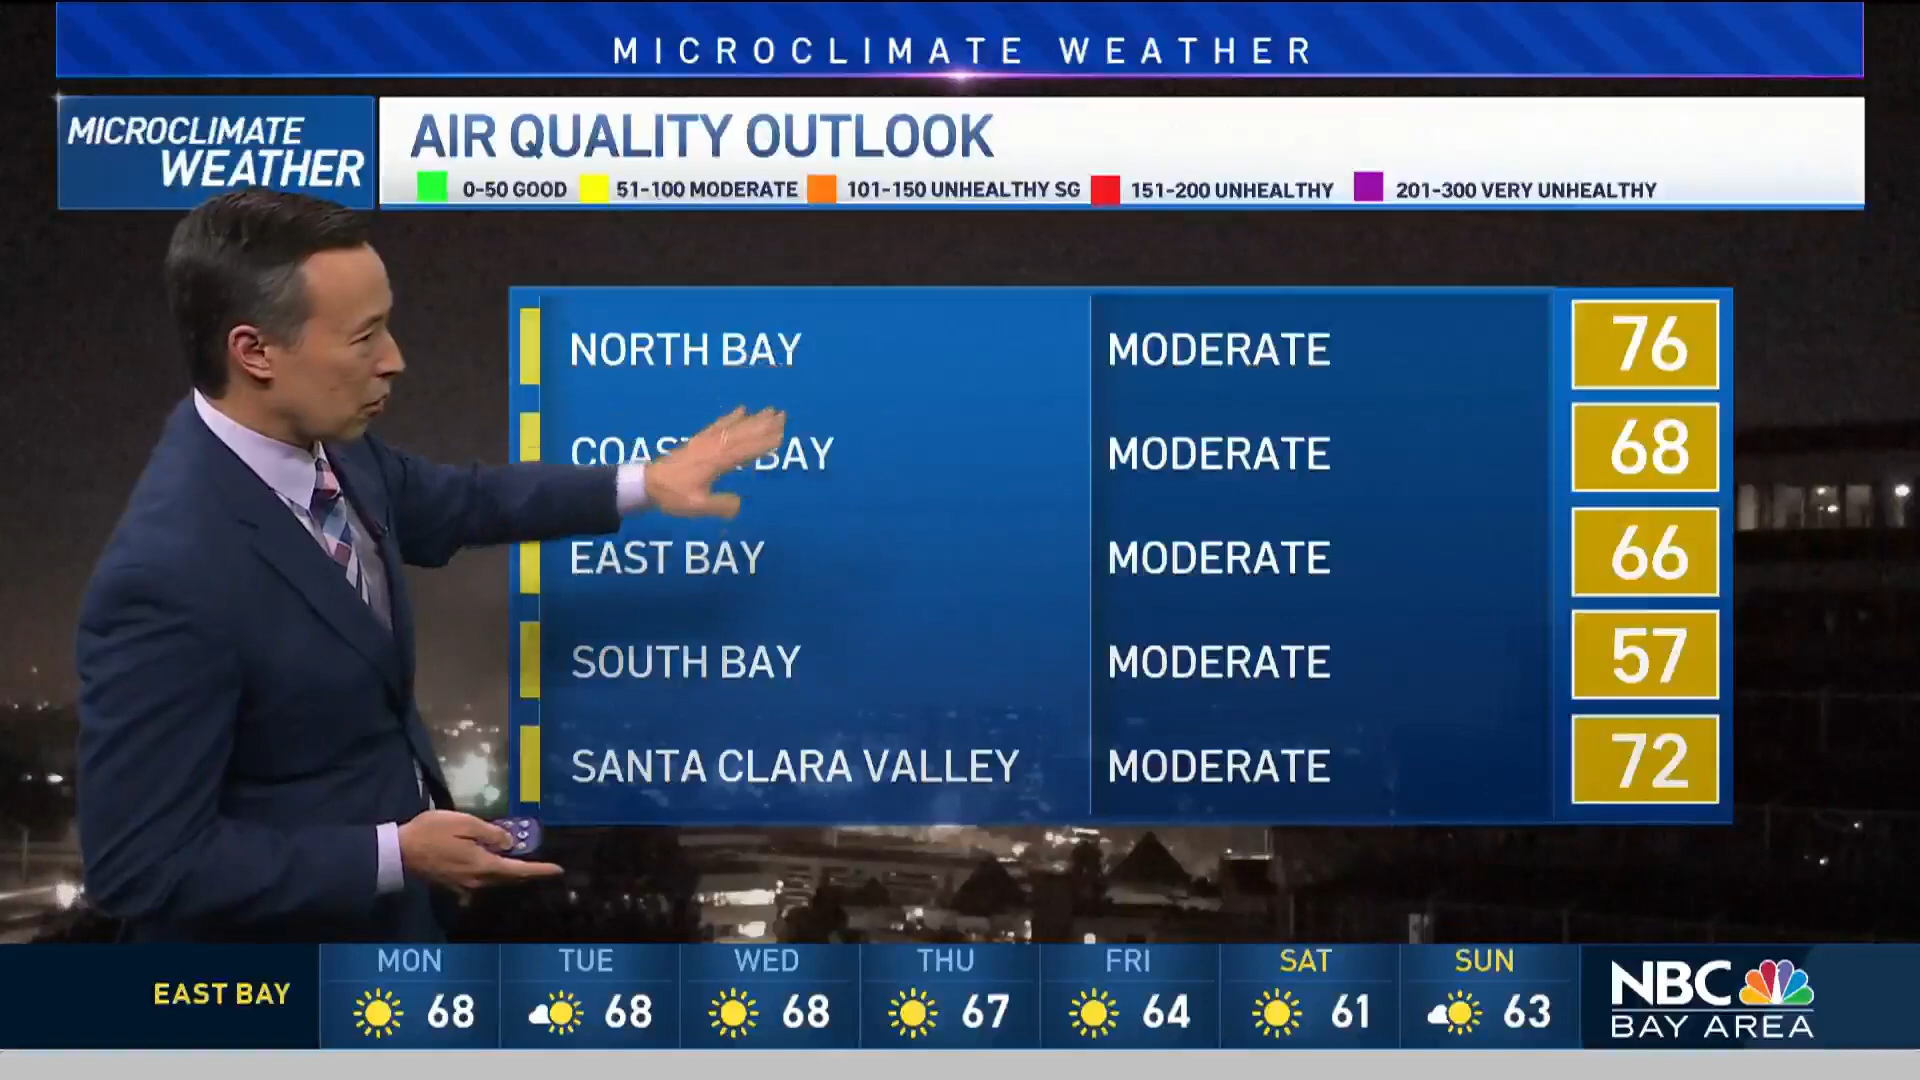 MICROCLIMATE WEATHER
MICROCLIMATE
WEATHER
AIR QUALITY OUTLOOK
0-50 GOOD 51-100 MODERATE 101-150 UNHEALTHY SG 151-200 UNHEALTHY 201-300 VERY UNHEALTHY
NORTH BAY MODERATE 76
BAY MODERATE 68
EAST BAY MODERATE 66
SOUTH BAY MODERATE 57
SANTA CLARA VALLEY MODERATE 72
EAST BAY
MON TUE WED THU FRI SAT SUN
68 68 68 67 64 61 63
NBC
BAY AREA